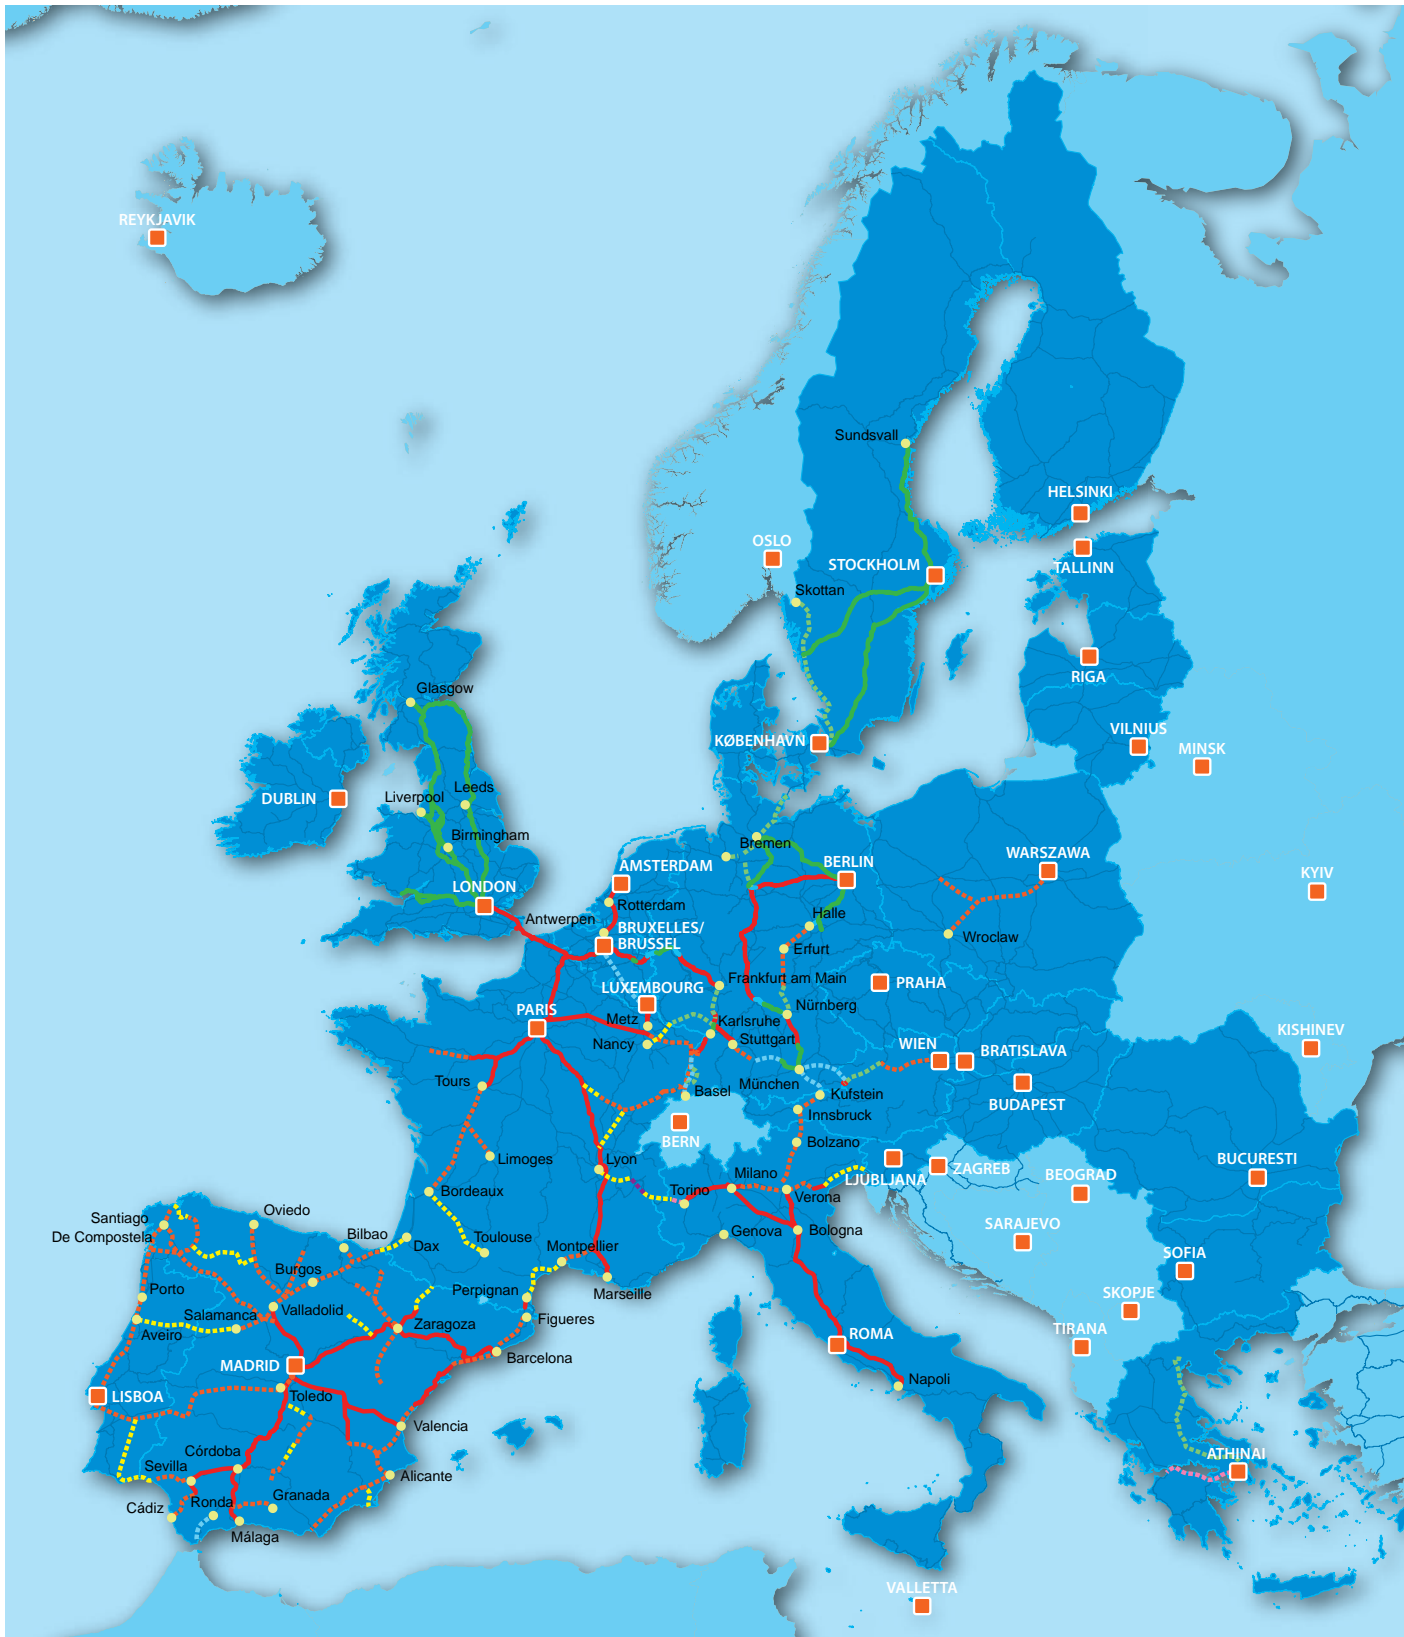 REYKJAVIK
Sundsvall
HELSINKI
OSLO
STOCKHOLM
TALLINN
Skottan
RIGA
Glasgow
VILNIUS
KØBENHAVN
MINSK
DUBLIN
Liverpool
Leeds
Birmingham
Bremen
AMSTERDAM
BERLIN
WARSZAWA
KYIV
LONDON
Rotterdam
Antwerpen
Halle
BRUXELLES/
BRÜSSEL
Wroclaw
Erfurt
Frankfurt am Main
PRAHA
LUXEMBOURG
Nürnberg
PARIS
Metz
Karlsruhe
KISHINEV
Nancy
Stuttgart
WIEN
BRATISLAVA
Tours
München
Basel
Kufstein
BUDAPEST
Innsbruck
BERN
Bolzano
Limoges
Lyon
LJUBLJANA
ZAGREB
BEOGRAD
BUCURESTI
Milano
Torino
Verona
Bordeaux
Oviedo
Santiago
De Compostela
Bilbao
Dax
Toulouse
Montpellier
Genova
Bologna
SARAJEVO
SOFIA
Burgos
Porto
Perpignan
Marseille
SKOPJE
Salamanca
Valladolid
Zaragoza
Figueres
Aveiro
ROMA
TIRANA
MADRID
Barcelona
LISBOA
Toledo
Napoli
Valencia
Córdoba
ATHINAI
Sevilla
Alicante
Cádiz
Ronda
Granada
Málaga
VALLETTA